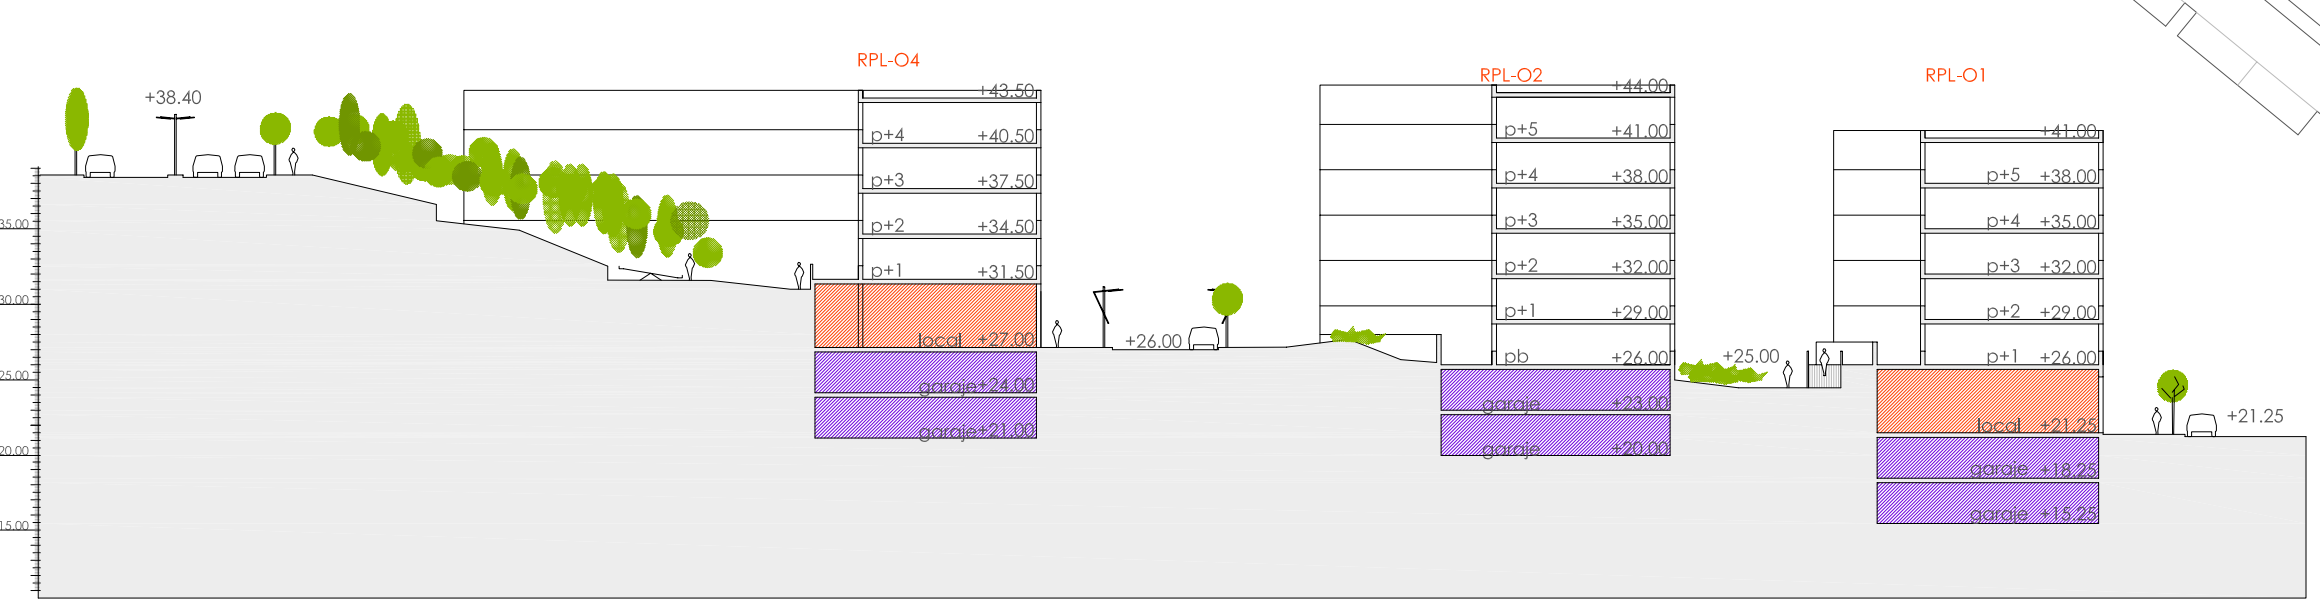 RPL-O4
RPL-O2
RPL-O1
+38.40
+43.50
p+4 +40.50
p+3 +37.50
p+2 +34.50
p+1 +31.50
local +27.00
garaje +24.00
garaje +21.00
+26.00
+44.00
p+5 +41.00
p+4 +38.00
p+3 +35.00
p+2 +32.00
p+1 +29.00
pb +26.00
garaje +23.00
garaje +20.00
+25.00
+41.00
p+5 +38.00
p+4 +35.00
p+3 +32.00
p+2 +29.00
p+1 +26.00
local +21.25
garaje +18.25
garaje +15.25
+21.25
35.00
30.00
25.00
20.00
15.00